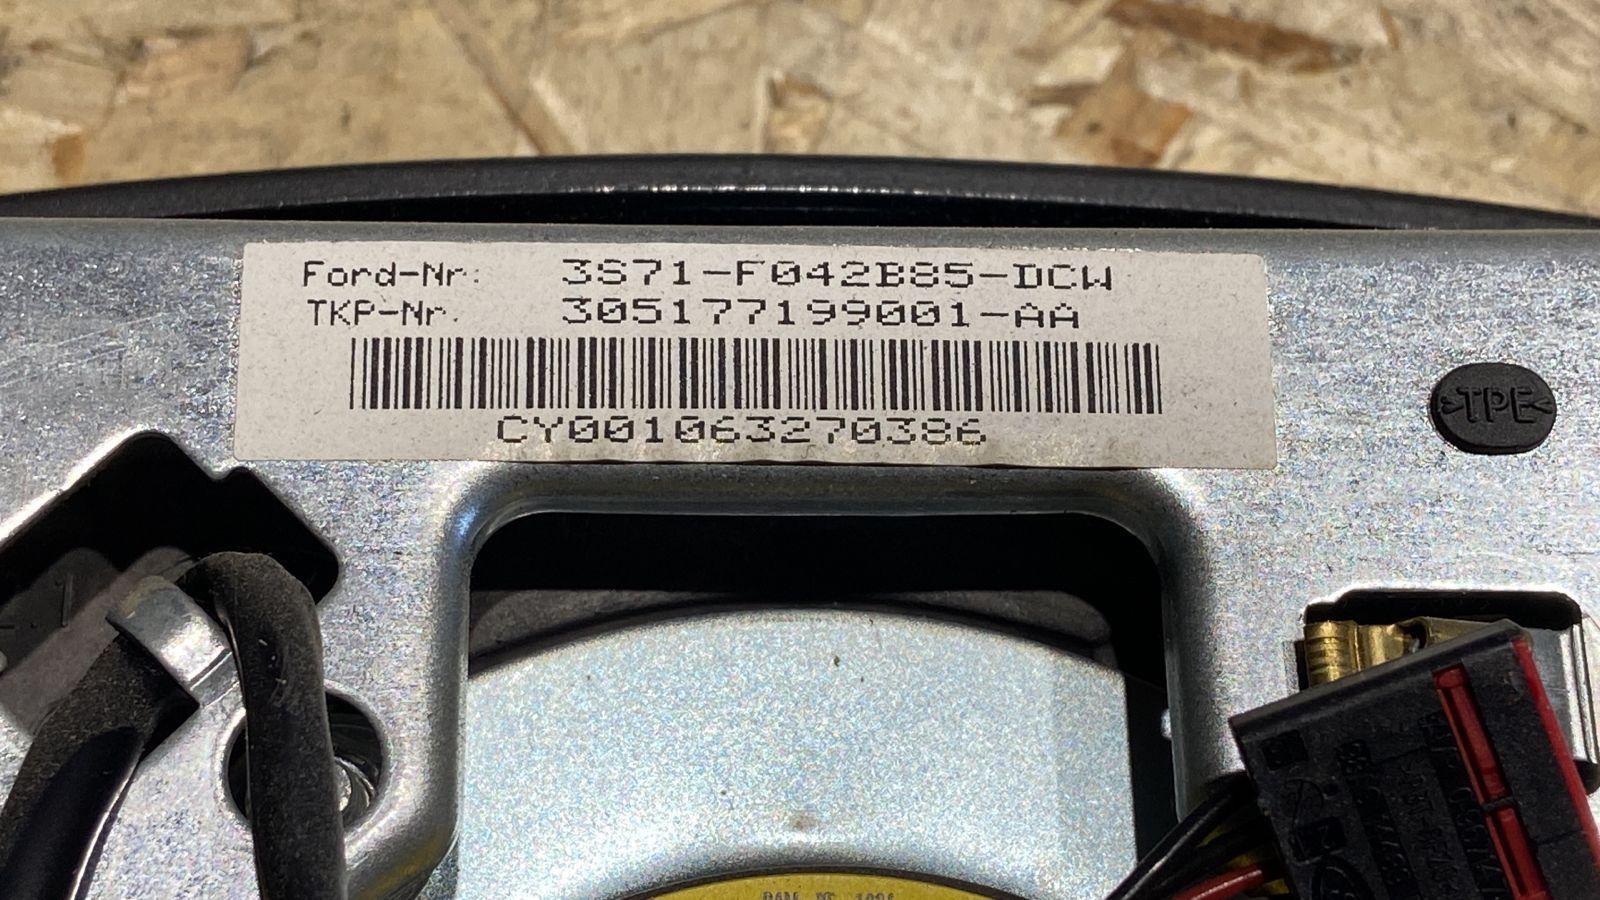 Ford-Nr: 3S71-F042B85-DCW
TKP-Nr. 305177199001-AA
CY001063270386
>TPE<